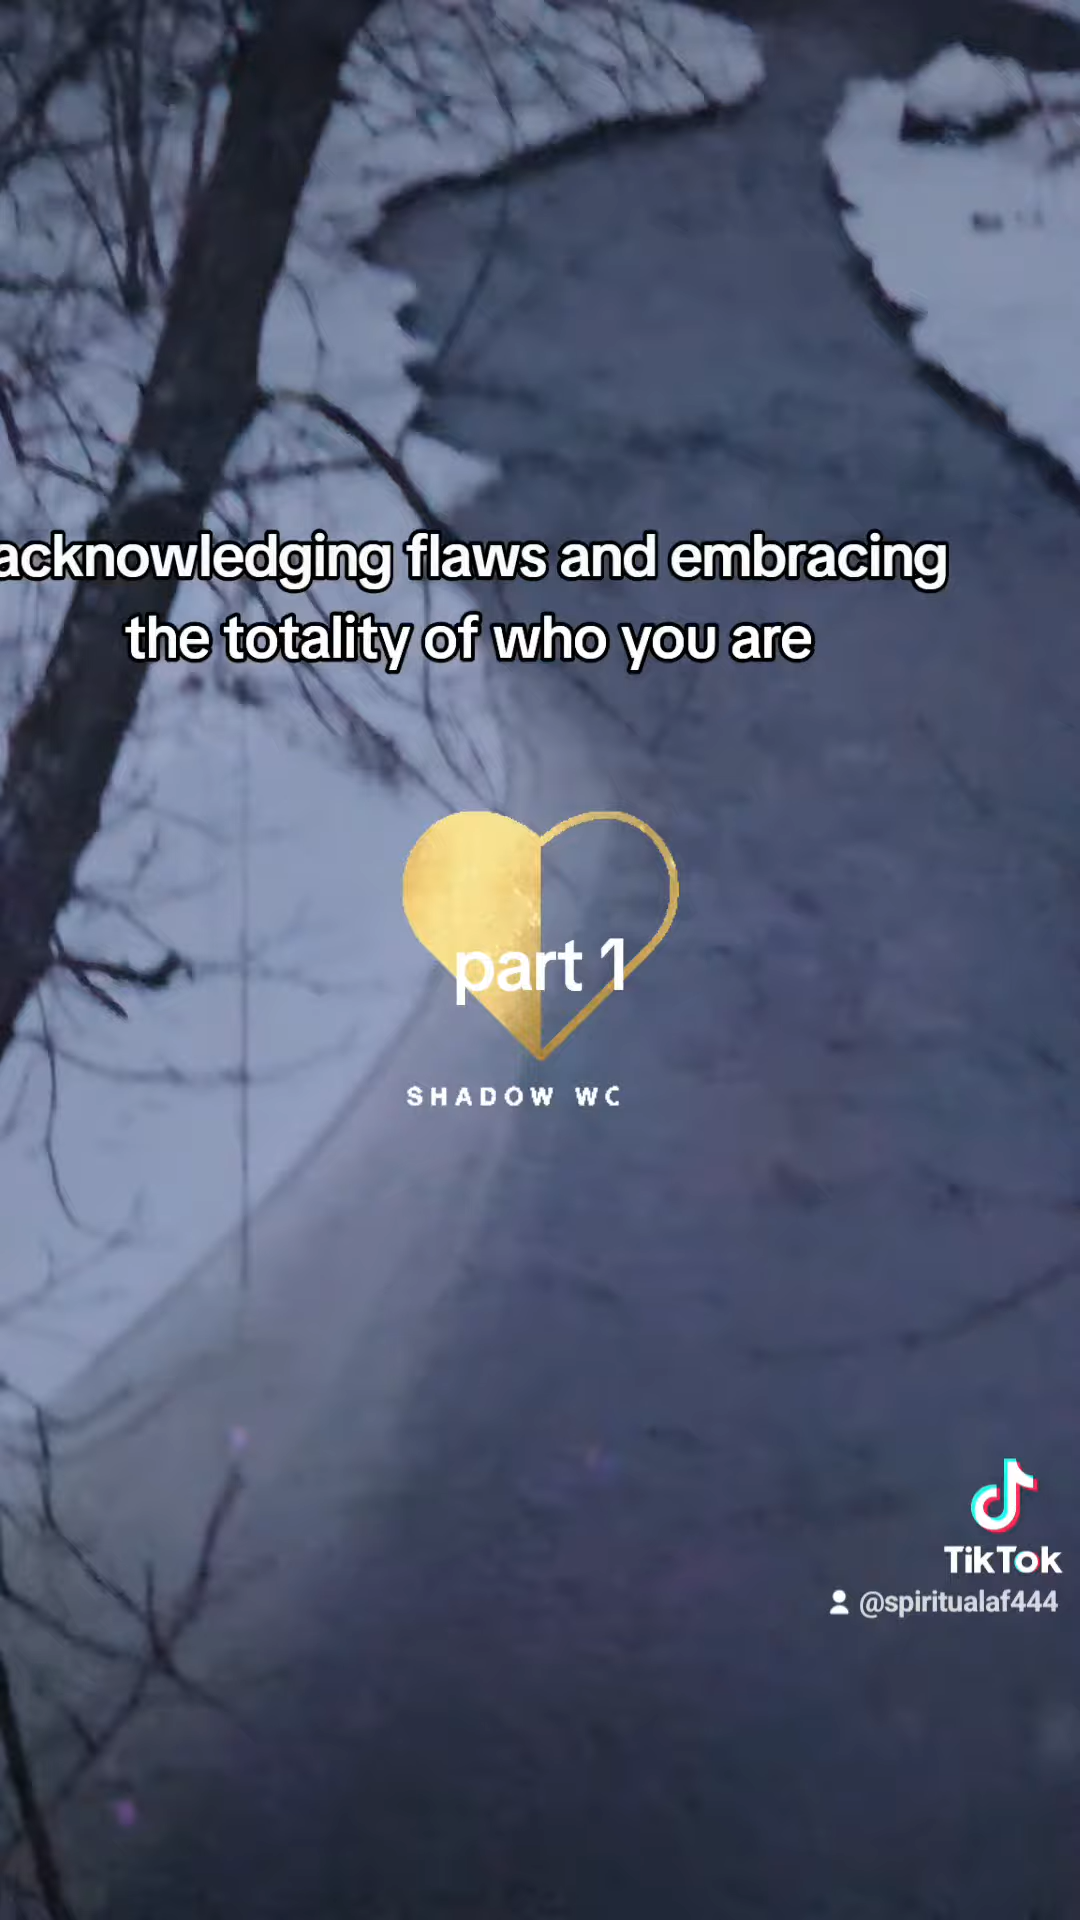 acknowledging flaws and embracing
the totality of who you are
part 1
SHADOW WC
TikTok
@spiritualaf444